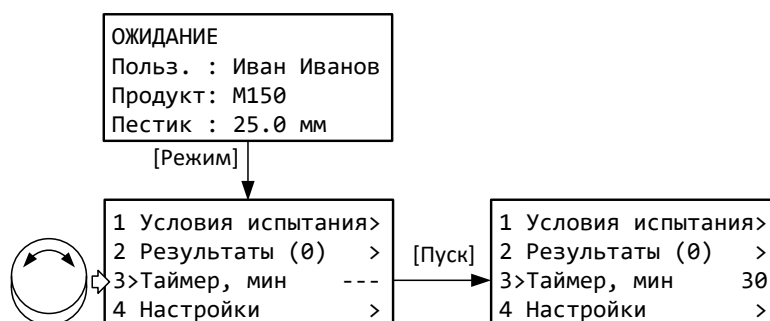 ОЖИДАНИЕ
Польз. : Иван Иванов
Продукт: М150
Пестик : 25.0 мм
[Режим]
1 Условия испытания>
2 Результаты (0) >
3>Таймер, мин ---
4 Настройки >
[Пуск]
1 Условия испытания>
2 Результаты (0) >
3>Таймер, мин 30
4 Настройки >